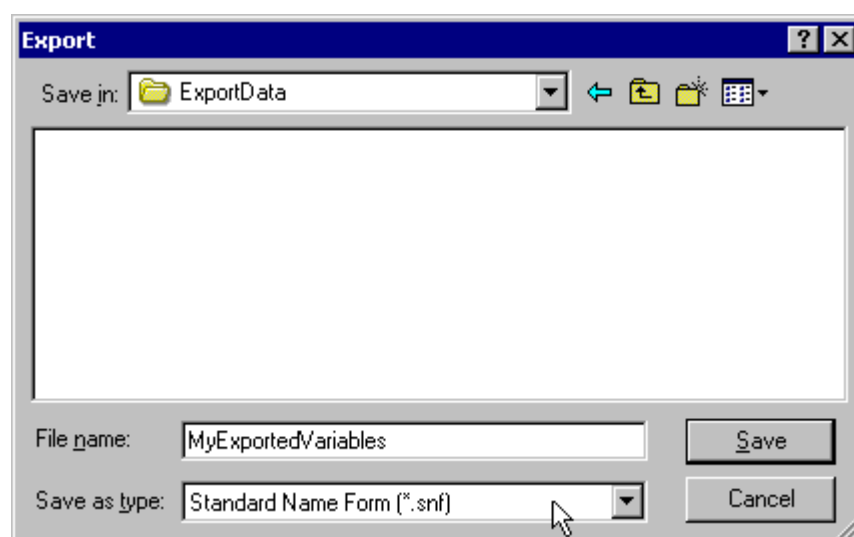 Export
Save in: ExportData
File name: MyExportedVariables Save
Save as type: Standard Name Form (*.snf) Cancel